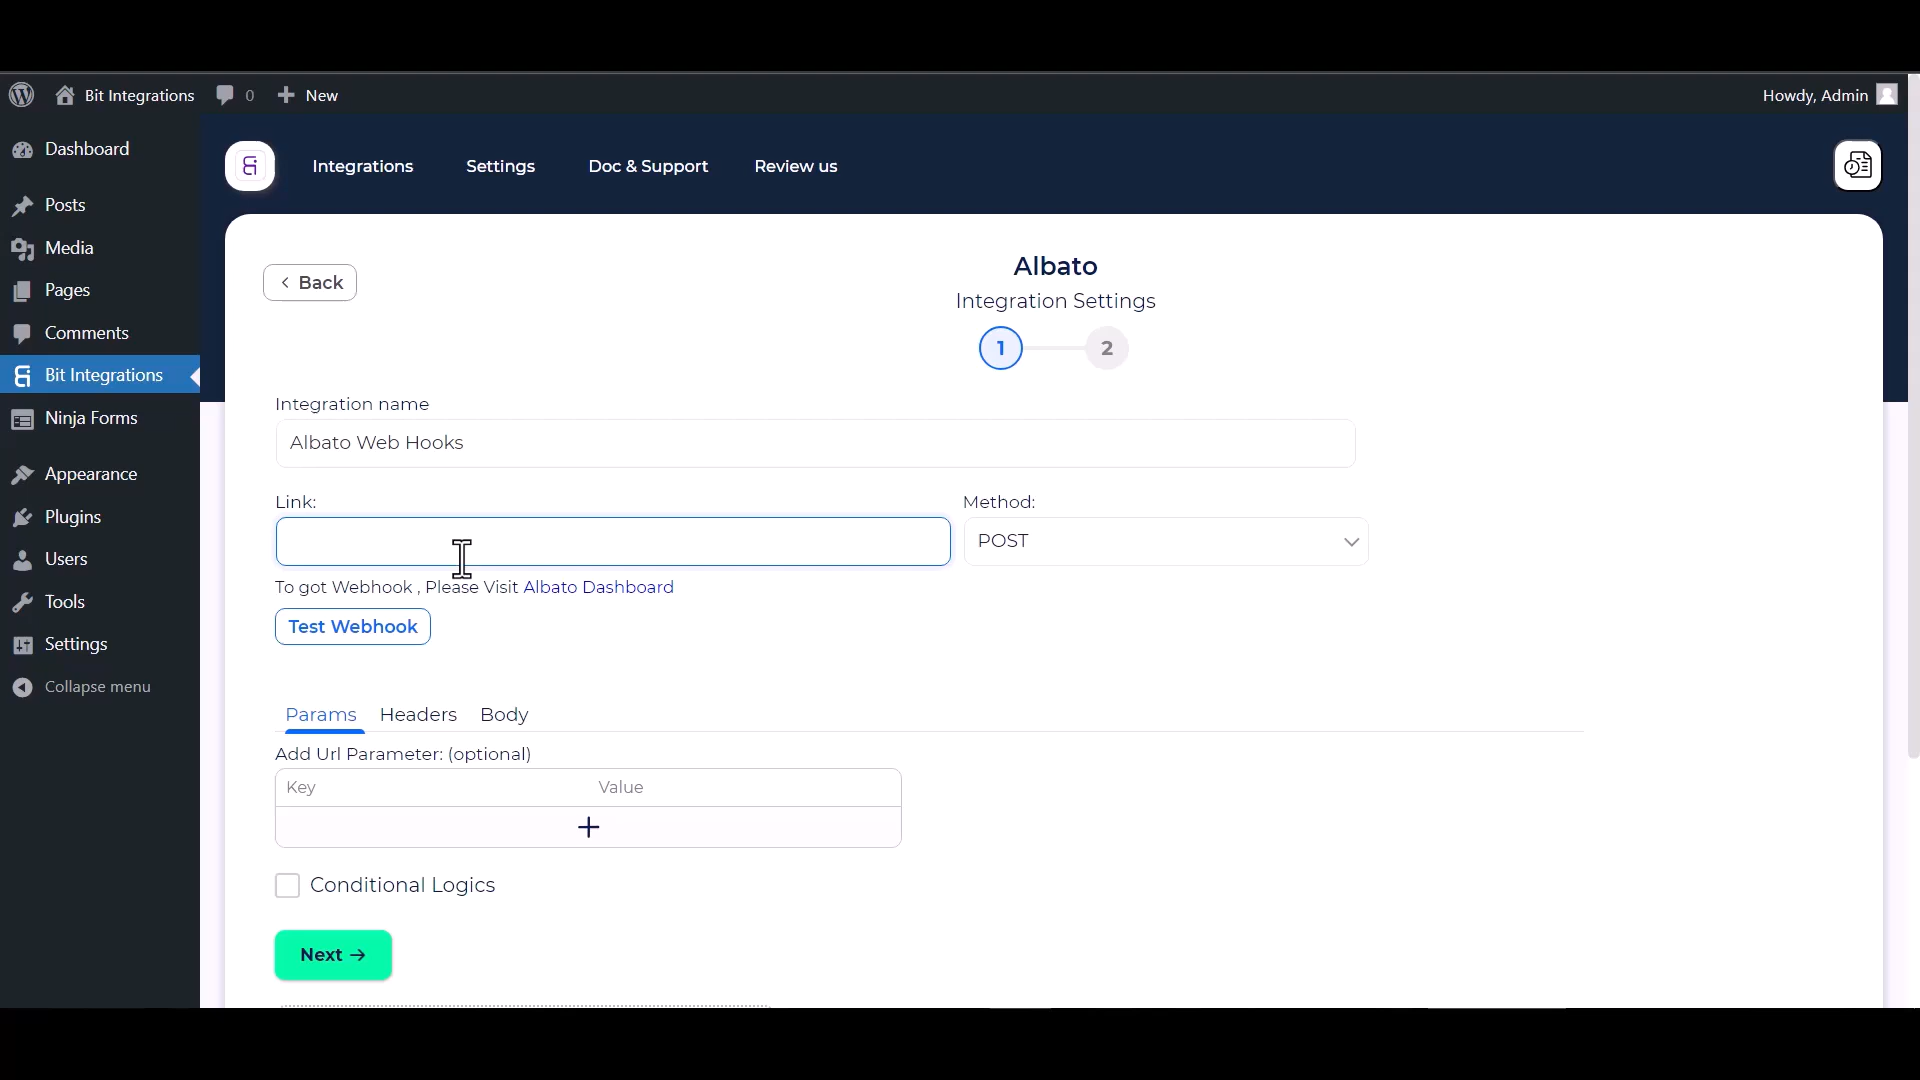 Bit Integrations
0
New
Howdy, Admin
Dashboard
Posts
Media
Pages
Comments
Bit Integrations
Ninja Forms
Appearance
Plugins
Users
Tools
Settings
Collapse menu
Integrations
Settings
Doc & Support
Review us
Back
Albato
Integration Settings
1
2
Integration name
Albato Web Hooks
Link:
Method:
POST
To got Webhook , Please Visit Albato Dashboard
Test Webhook
Params
Headers
Body
Add Url Parameter: (optional)
Key
Value
Conditional Logics
Next